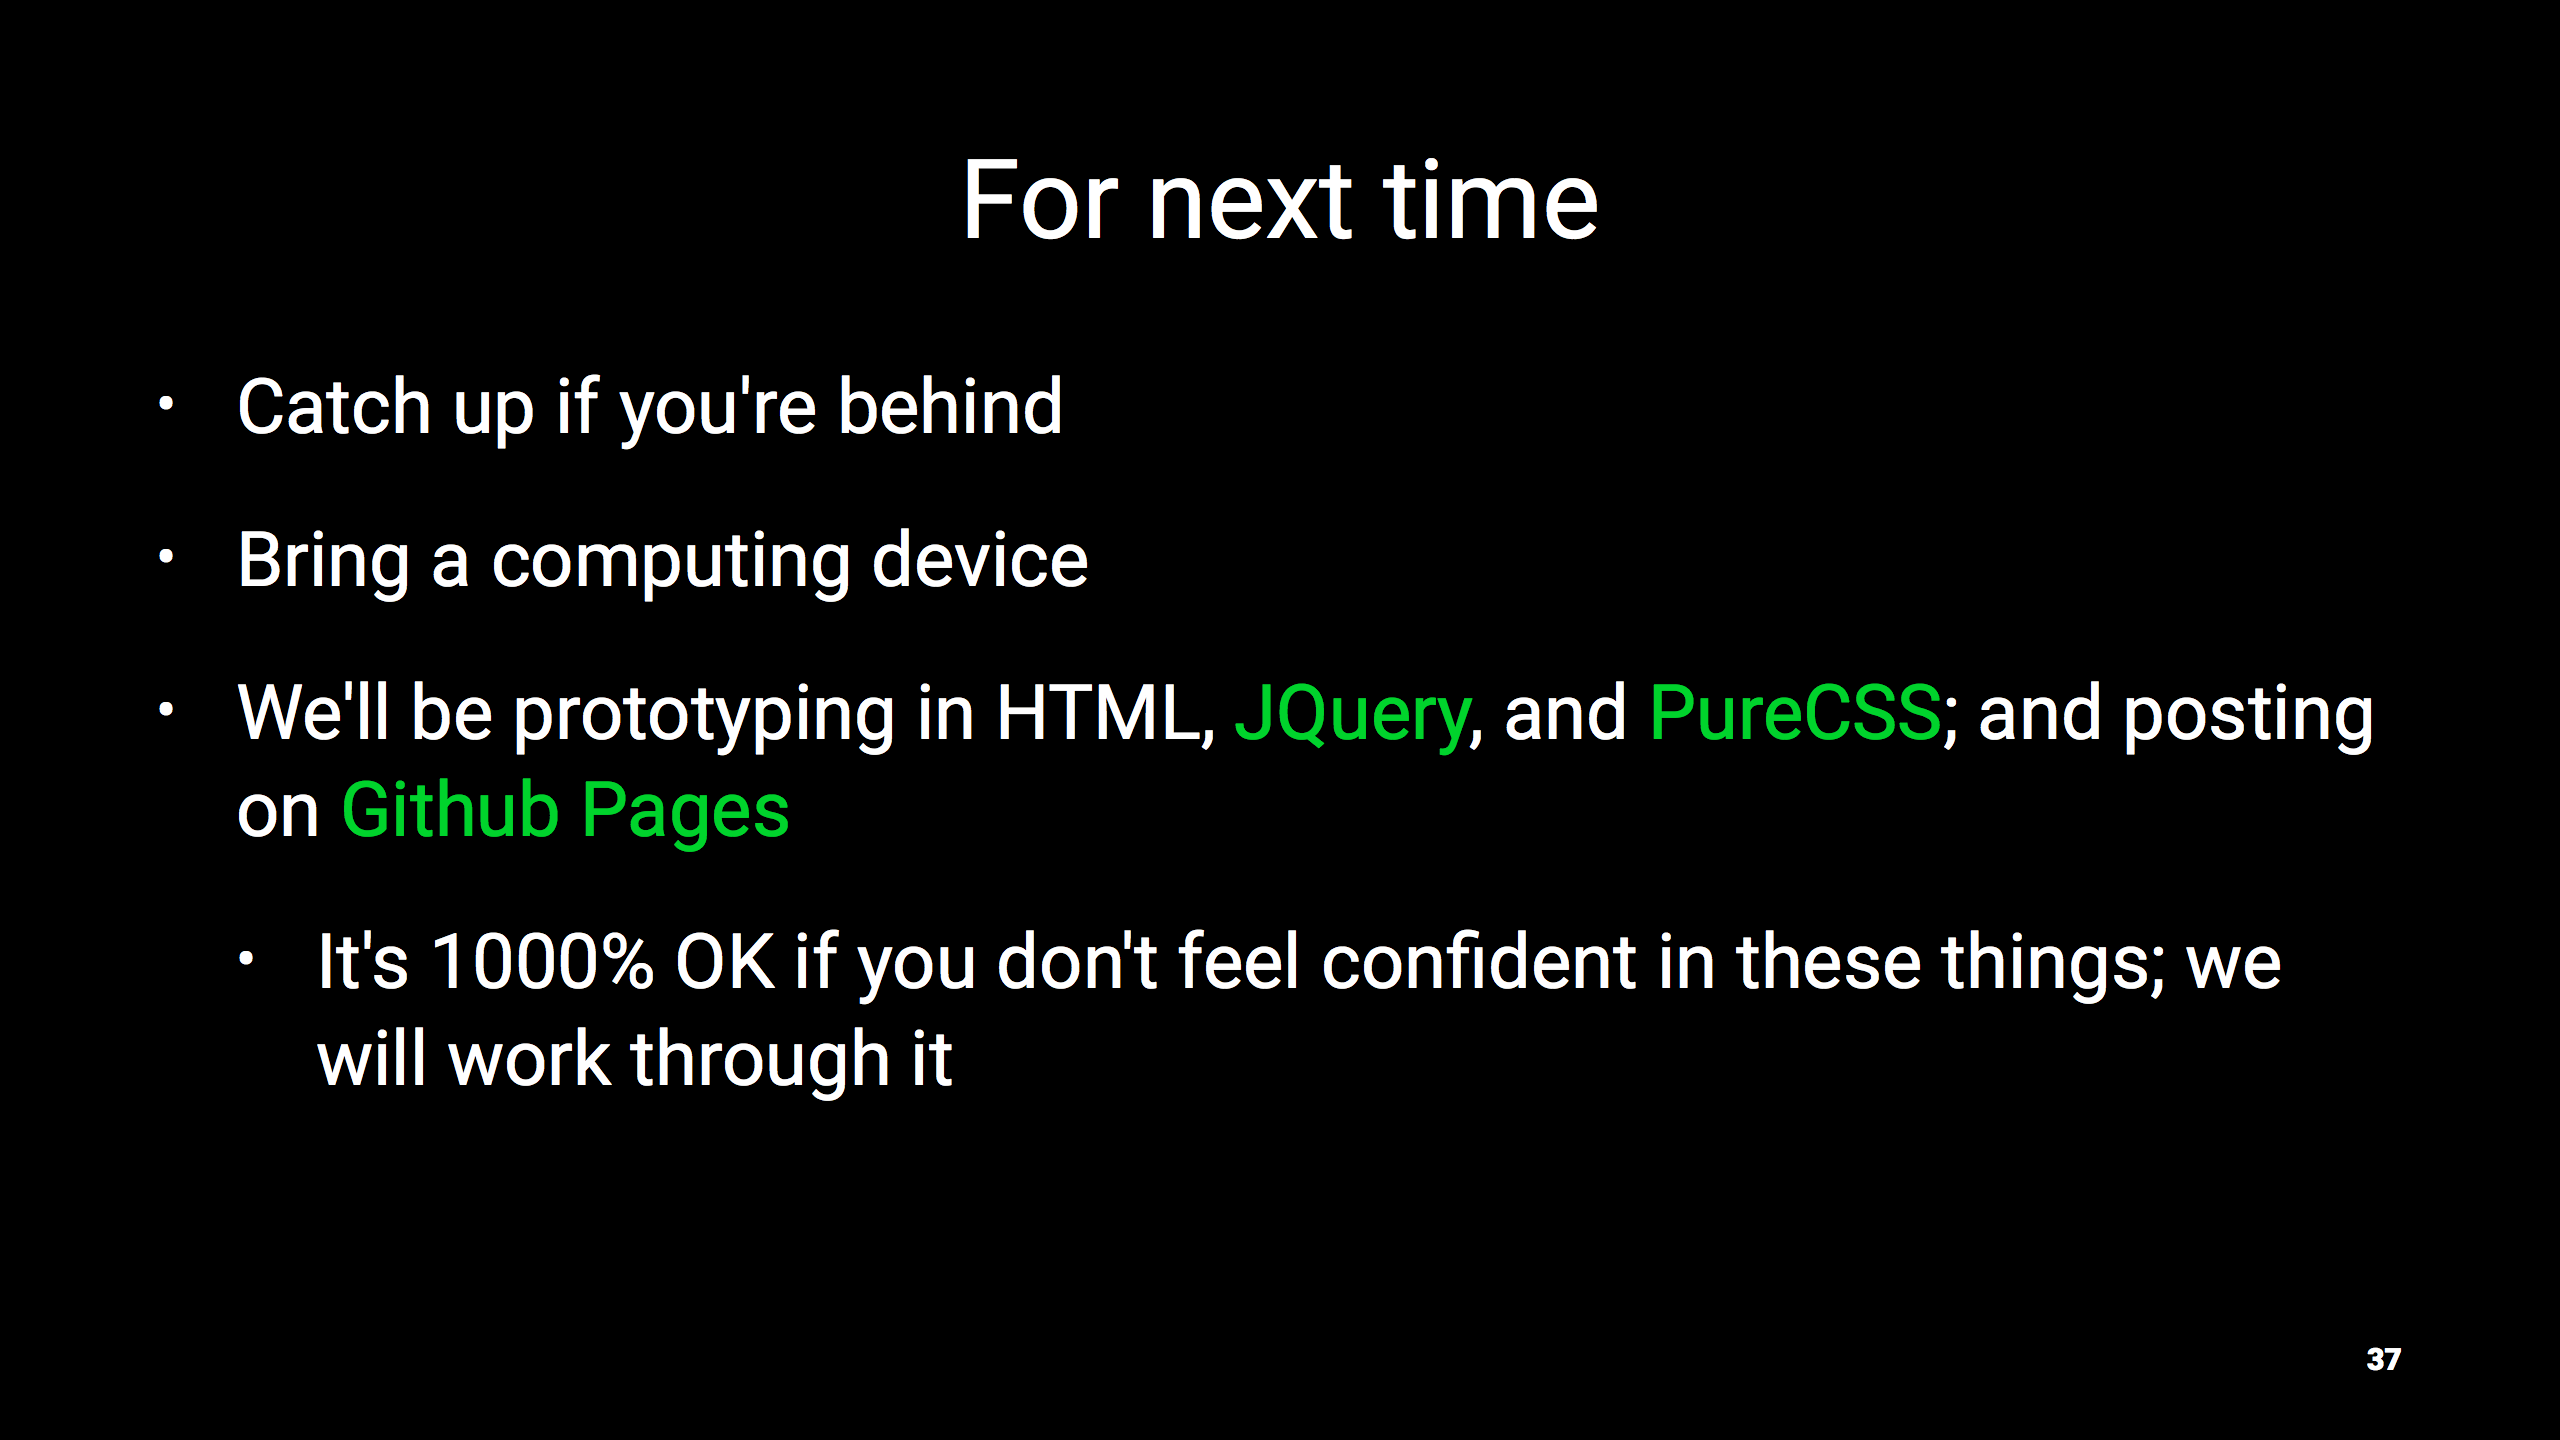 For next time
• Catch up if you're behind
• Bring a computing device
• We'll be prototyping in HTML, JQuery, and PureCSS; and posting
on Github Pages
• It's 1000% OK if you don't feel confident in these things; we
will work through it
37